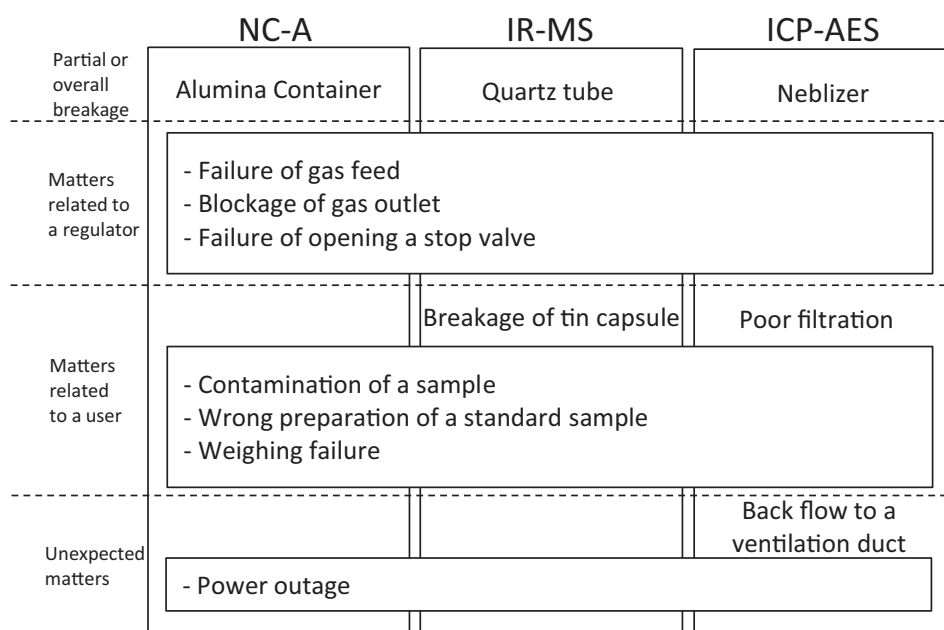 NC-A IR-MS ICP-AES
Partial or
overall
breakage
Alumina Container
Quartz tube
Neblizer
Matters
related to
a regulator
- Failure of gas feed
- Blockage of gas outlet
- Failure of opening a stop valve
Breakage of tin capsule
Poor filtration
Matters
related
to a user
- Contamination of a sample
- Wrong preparation of a standard sample
- Weighing failure
Back flow to a
ventilation duct
Unexpected
matters
- Power outage